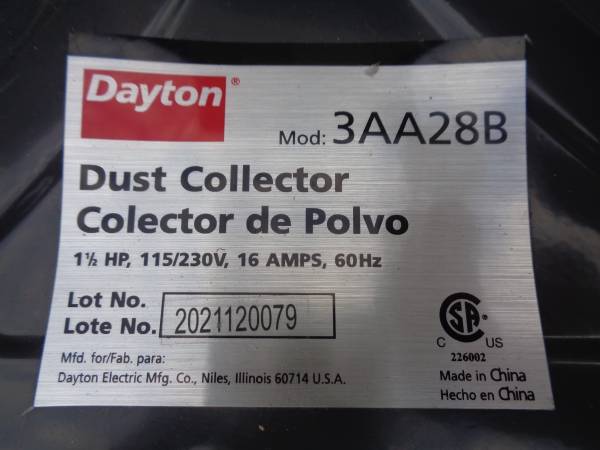 Dayton®
Mod: 3AA28B
Dust Collector
Colector de Polvo
1½ HP, 115/230V, 16 AMPS, 60Hz
Lot No.
Lote No. 2021120079
Mfd. for/Fab. para:
Dayton Electric Mfg. Co., Niles, Illinois 60714 U.S.A.
SA
C US
226002
Made in China
Hecho en China